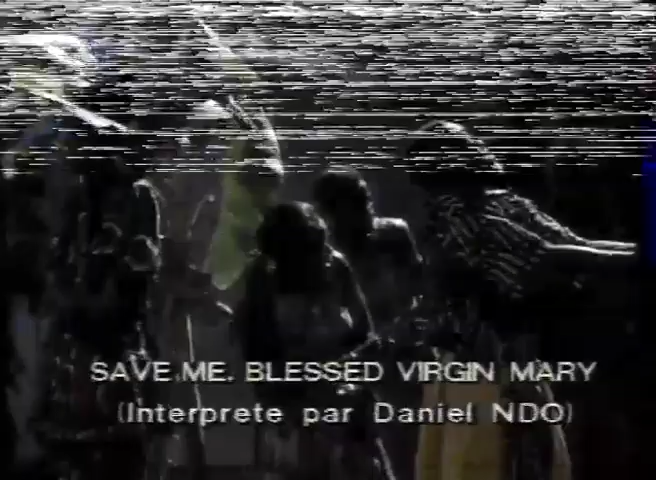 SAVE ME. BLESSED VIRGIN MARY
(Interprete par Daniel NDO)